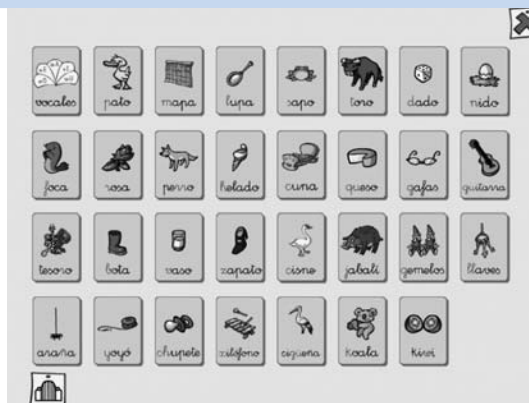 vocales pato mapa lupa sapo toro dado nido
foca rosa perro helado cuna queso gafas guitarra
tesoro bota vaso zapato cisne jabalí gemelos llaves
araña yoyó chupete xilófono cigüeña koala kiwi